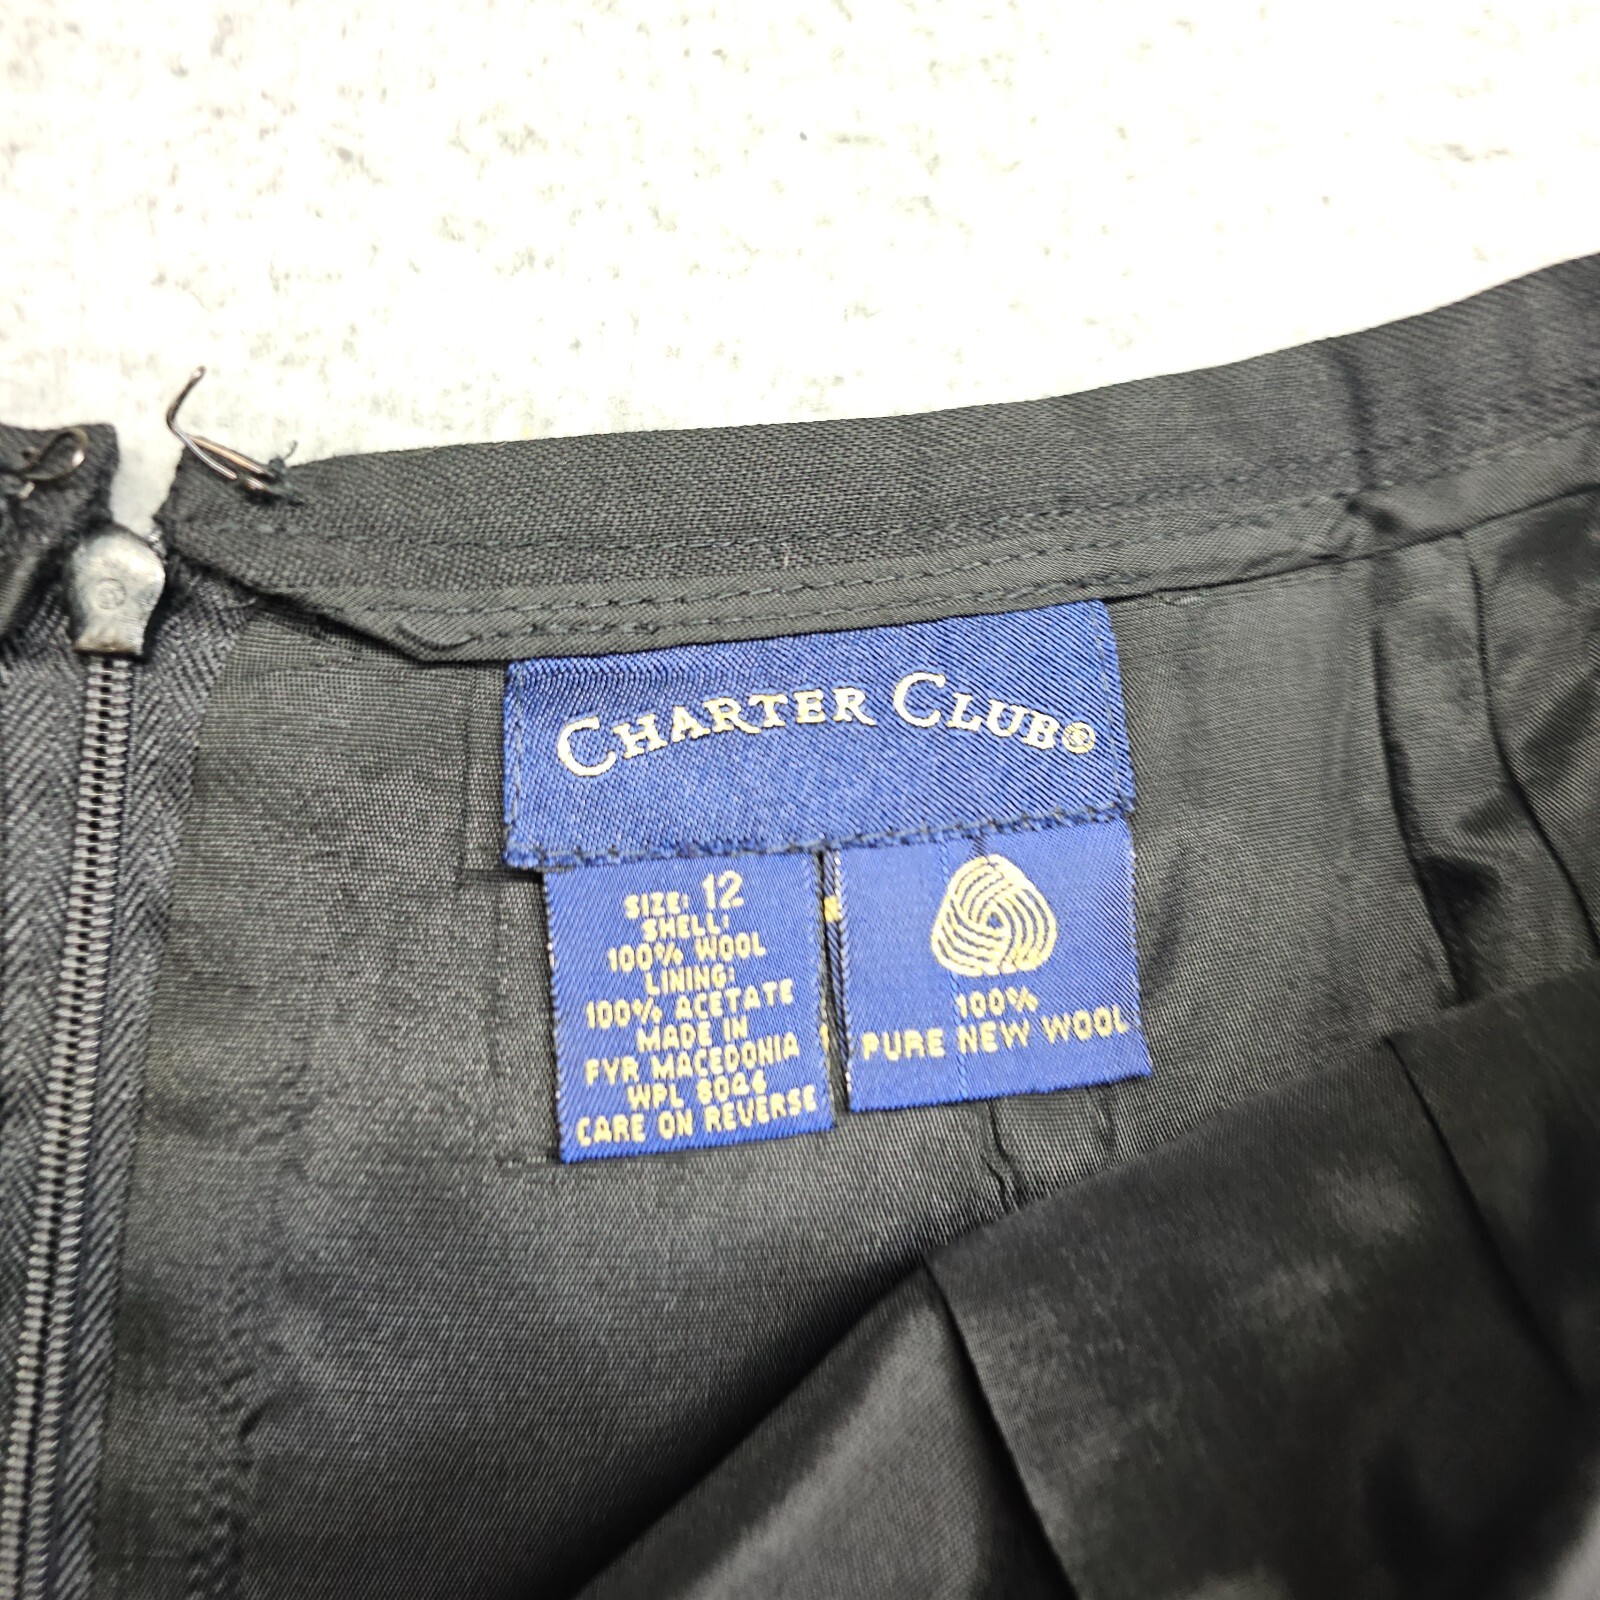 CHARTER CLUB®
SIZE: 12
SHELL:
100% WOOL
LINING:
100% ACETATE
MADE IN
FYR MACEDONIA
WPL 8044
CARE ON REVERSE
100%
PURE NEW WOOL